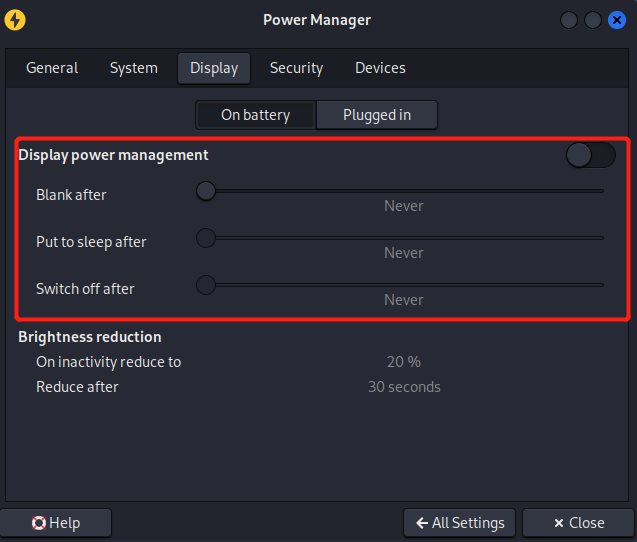 Power Manager
General System Display Security Devices
On battery Plugged in
Display power management
Blank after
Never
Put to sleep after
Never
Switch off after
Never
Brightness reduction
On inactivity reduce to 20 %
Reduce after 30 seconds
Help All Settings Close